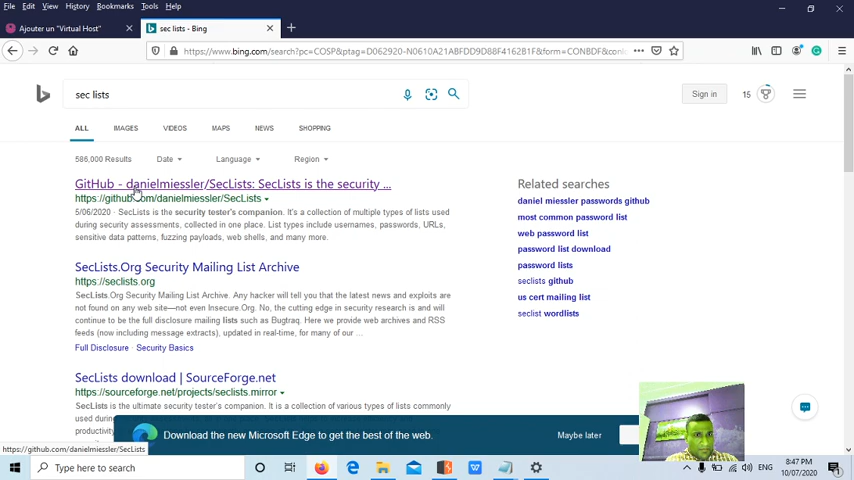 File Edit View History Bookmarks Tools Help
Ajouter un "Virtual Host"
sec lists - Bing
https://www.bing.com/search?pc=COSP&ptag=D062920-N0610A21ABFDD9D88F416281F&form=CONBDF&con
sec lists
Sign in
15
ALL IMAGES VIDEOS MAPS NEWS SHOPPING
586,000 Results Date Language Region
GitHub - danielmiessler/SecLists: SecLists is the security ...
https://github.com/danielmiessler/SecLists
5/06/2020 · SecLists is the security tester's companion. It's a collection of multiple types of lists used
during security assessments, collected in one place. List types include usernames, passwords, URLs,
sensitive data patterns, fuzzing payloads, web shells, and many more.
SecLists.Org Security Mailing List Archive
https://seclists.org
SecLists.Org Security Mailing List Archive. Any hacker will tell you that the latest news and exploits are
not found on any web site—not even Insecure.Org. No, the cutting edge in security research is and will
continue to be the full disclosure mailing lists such as Bugtraq. Here we provide web archives and RSS
feeds (now including message extracts), updated in real-time, for many of our ...
Full Disclosure · Security Basics
SecLists download | SourceForge.net
https://sourceforge.net/projects/seclists.mirror
SecLists is the ultimate security tester's companion. It is a collection of various types of lists commonly
Related searches
daniel miessler passwords github
most common password list
web password list
password list download
password lists
seclists github
us cert mailing list
seclist wordlists
Download the new Microsoft Edge to get the best of the web.
Maybe later
https://github.com/danielmiessler/SecLists
Type here to search
ENG
8:47 PM
10/07/2020